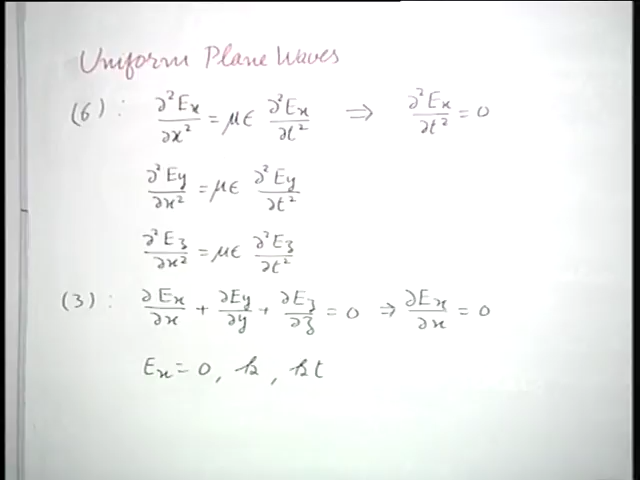 Uniform Plane Waves
(6) : ∂²Ex/∂x² = μϵ ∂²Ex/∂t² ⇒ ∂²Ex/∂t² = 0
∂²Ey/∂x² = μϵ ∂²Ey/∂t²
∂²Ez/∂x² = μϵ ∂²Ez/∂t²
(3) : ∂Ex/∂x + ∂Ey/∂y + ∂Ez/∂z = 0 ⇒ ∂Ex/∂x = 0
Ex = 0, k, kt